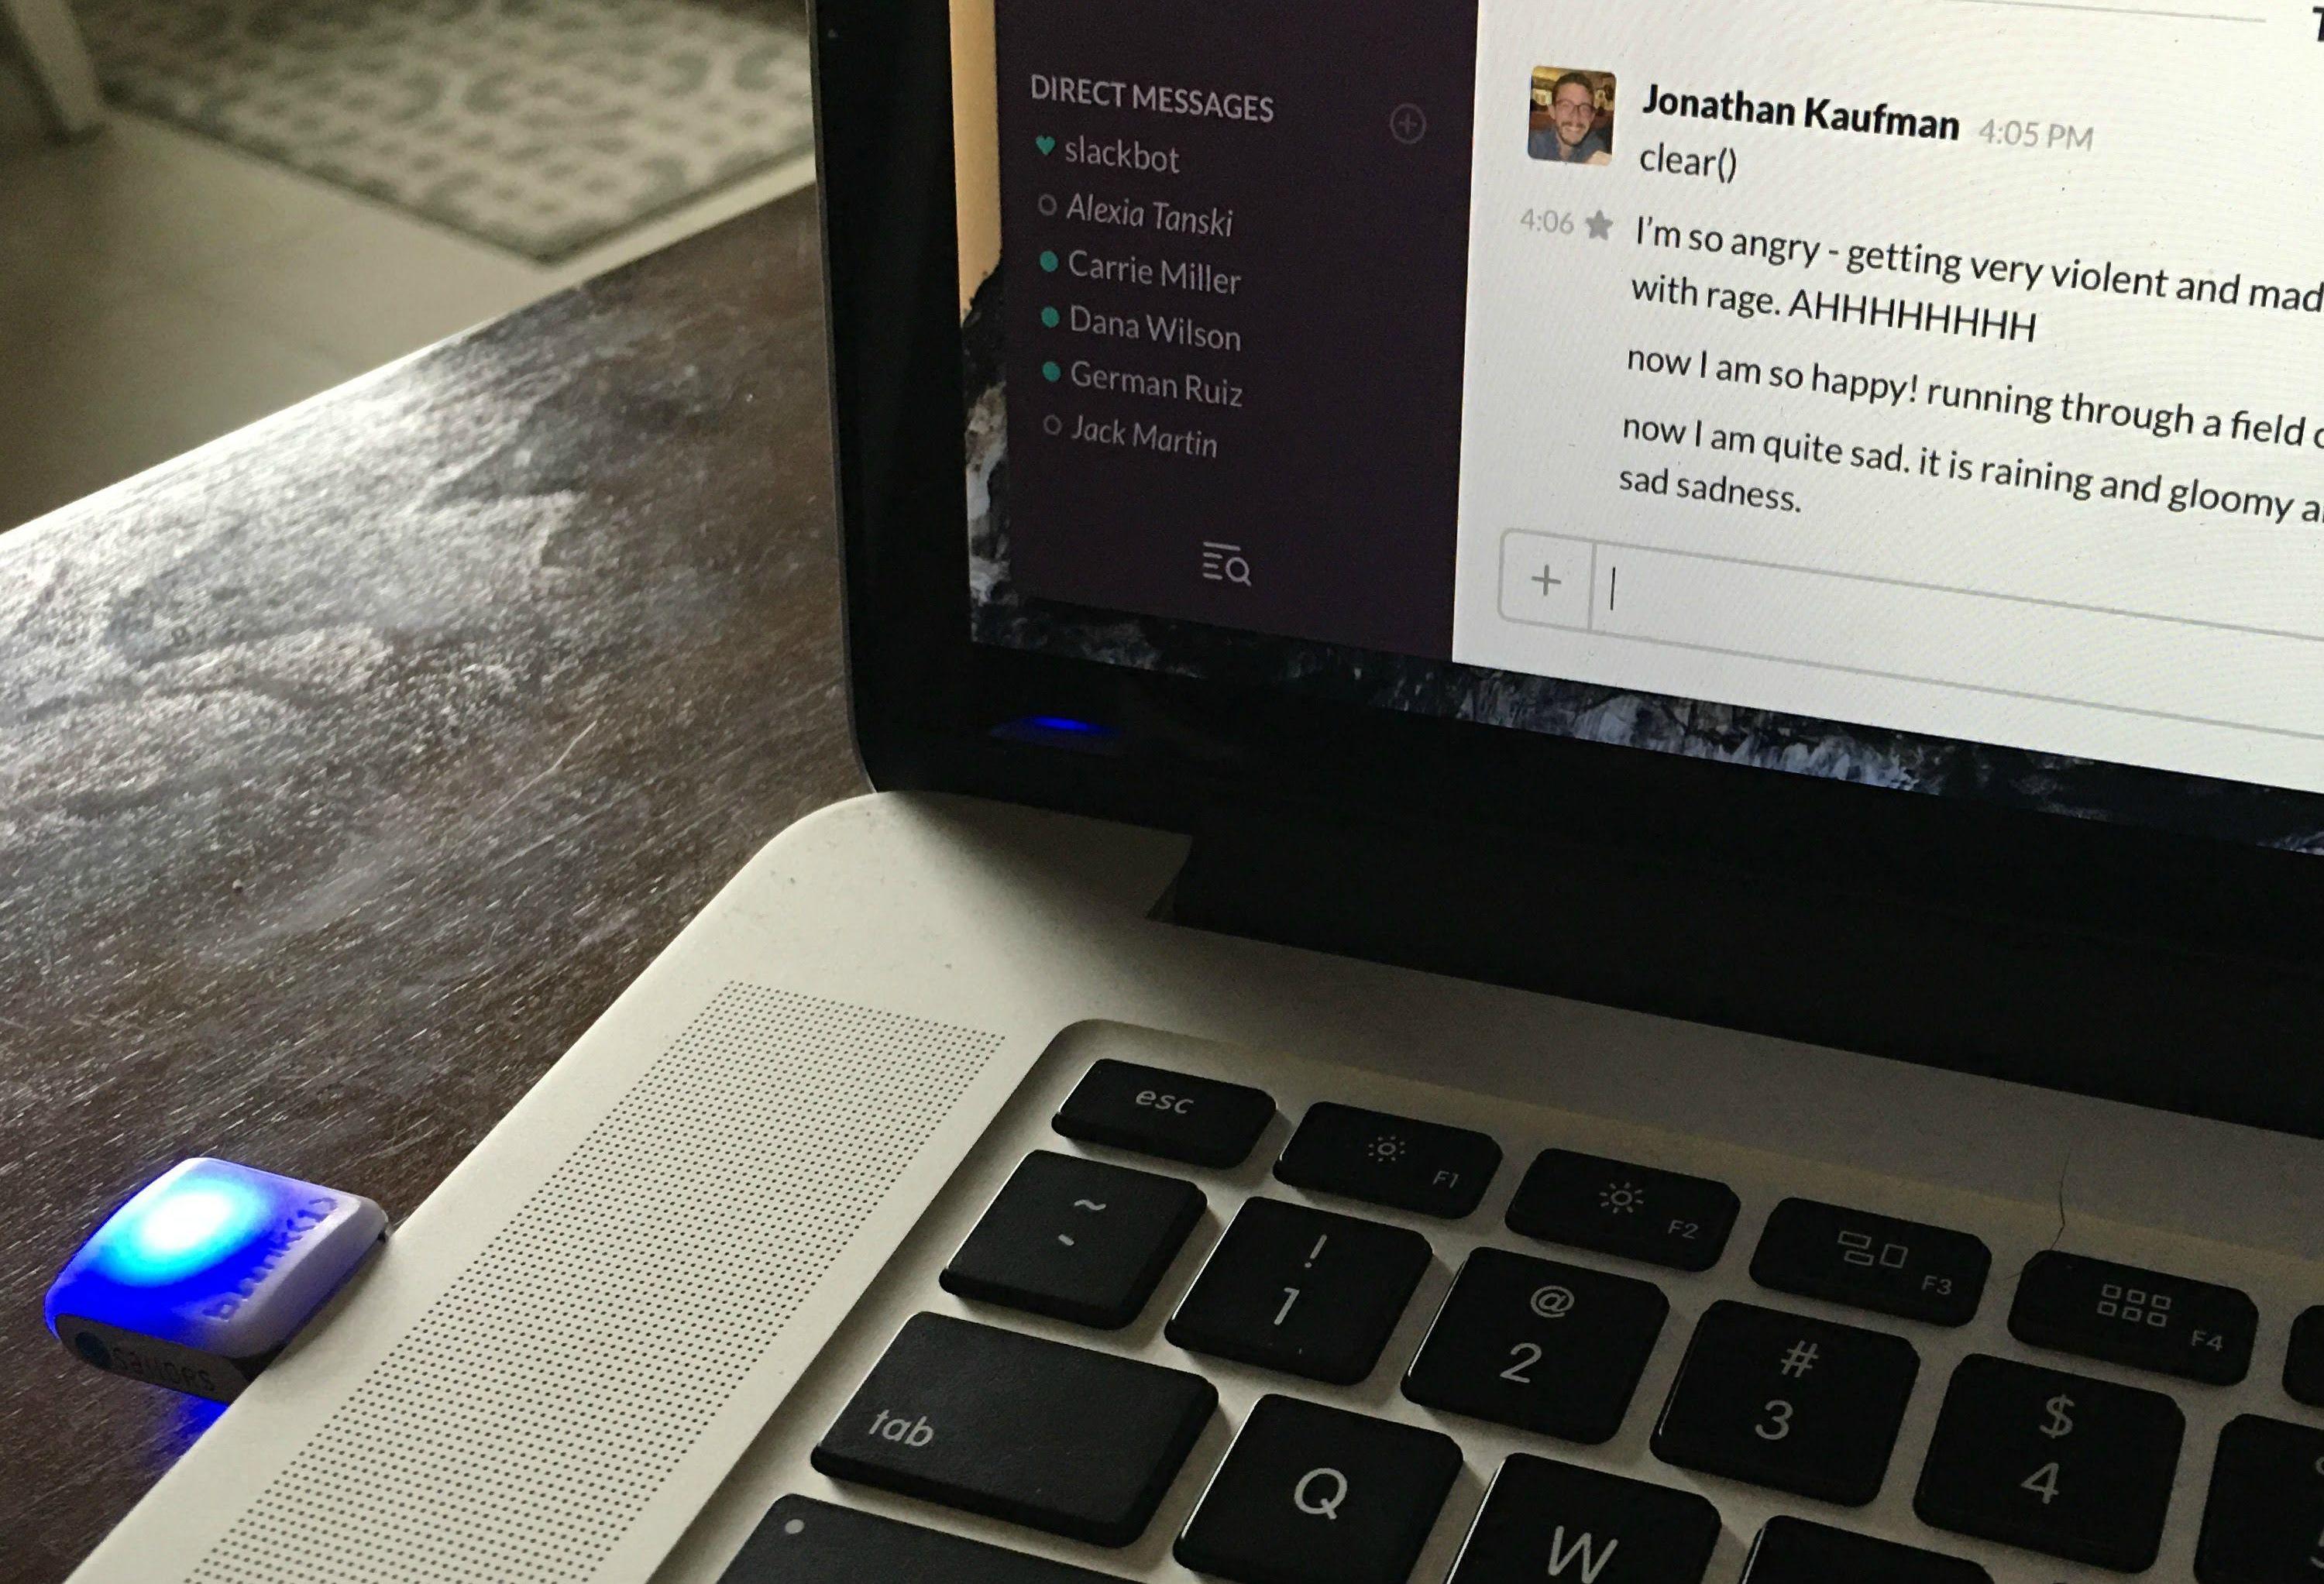 DIRECT MESSAGES
slackbot
Alexia Tanski
Carrie Miller
Dana Wilson
German Ruiz
Jack Martin
Jonathan Kaufman 4:05 PM
clear()
4:06 I'm so angry - getting very violent and mad
with rage. AHHHHHHHH
now I am so happy! running through a field
now I am quite sad. it is raining and gloomy
sad sadness.
esc
F1
F2
F3
F4
~
!
1
@
2
#
3
$
4
tab
Q
W
blink(1)